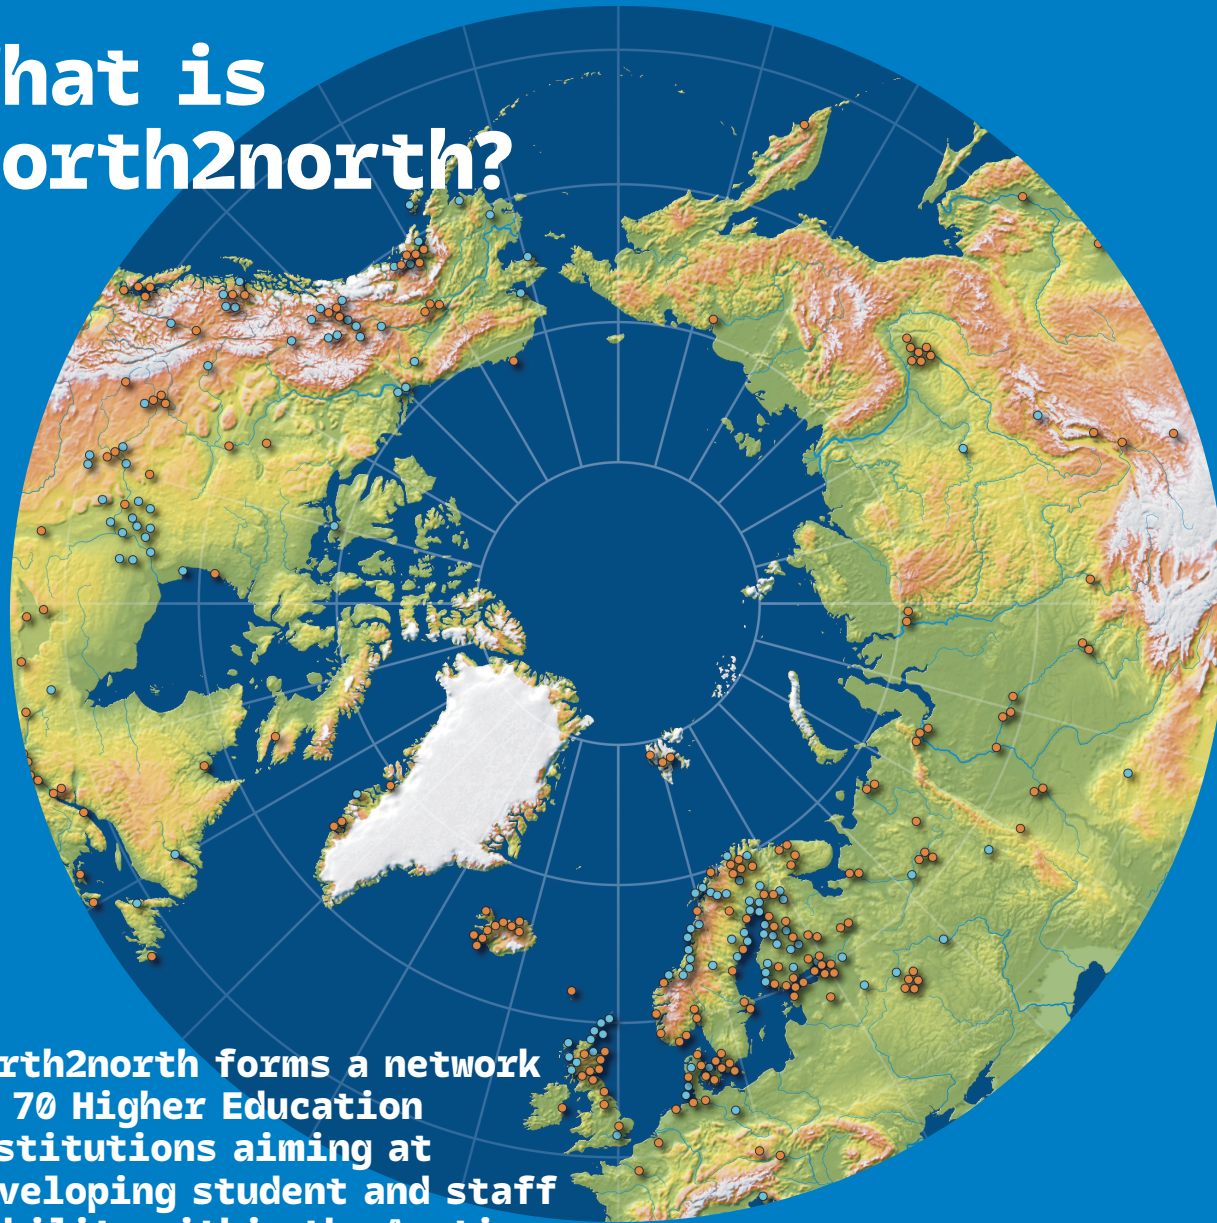 hat is
orth2north?
rth2north forms a network
70 Higher Education
stitutions aiming at
veloping student and staff